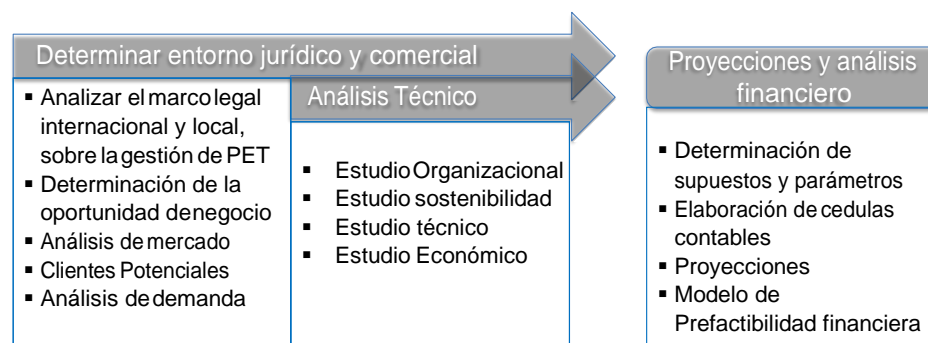 Determinar entorno jurídico y comercial
▪ Analizar el marco legal
internacional y local,
sobre la gestión de PET
▪ Determinación de la
oportunidad de negocio
▪ Análisis de mercado
▪ Clientes Potenciales
▪ Análisis de demanda
Análisis Técnico
▪ Estudio Organizacional
▪ Estudio sostenibilidad
▪ Estudio técnico
▪ Estudio Económico
Proyecciones y análisis
financiero
▪ Determinación de
supuestos y parámetros
▪ Elaboración de cedulas
contables
▪ Proyecciones
▪ Modelo de
Prefactibilidad financiera